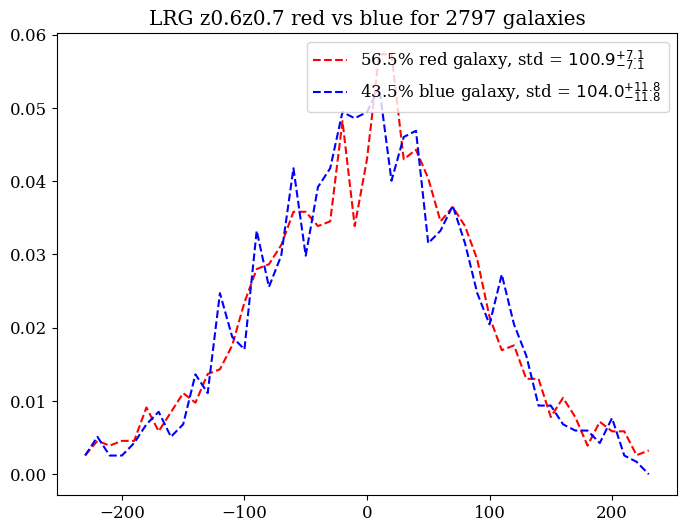 LRG z0.6z0.7 red vs blue for 2797 galaxies
56.5% red galaxy, std = 100.9+7.1−7.1
43.5% blue galaxy, std = 104.0+11.8−11.8
0.06
0.05
0.04
0.03
0.02
0.01
0.00
−200 −100 0 100 200